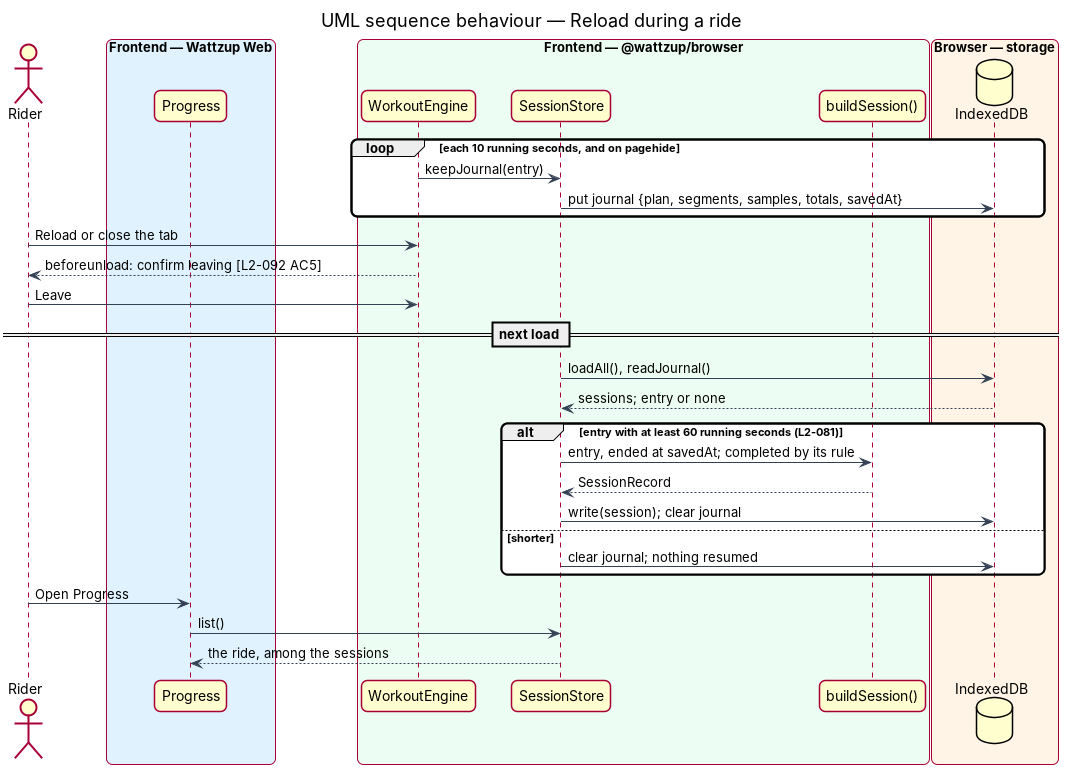 UML sequence behaviour — Reload during a ride
Frontend — Wattzup Web
Frontend — @wattzup/browser
Browser — storage
Rider
Progress
WorkoutEngine
SessionStore
buildSession()
IndexedDB
loop
[each 10 running seconds, and on pagehide]
keepJournal(entry)
put journal {plan, segments, samples, totals, savedAt}
Reload or close the tab
beforeunload: confirm leaving [L2-092 AC5]
Leave
next load
loadAll(), readJournal()
sessions; entry or none
alt
[entry with at least 60 running seconds (L2-081)]
entry, ended at savedAt; completed by its rule
SessionRecord
write(session); clear journal
[shorter]
clear journal; nothing resumed
Open Progress
list()
the ride, among the sessions
Rider
Progress
WorkoutEngine
SessionStore
buildSession()
IndexedDB